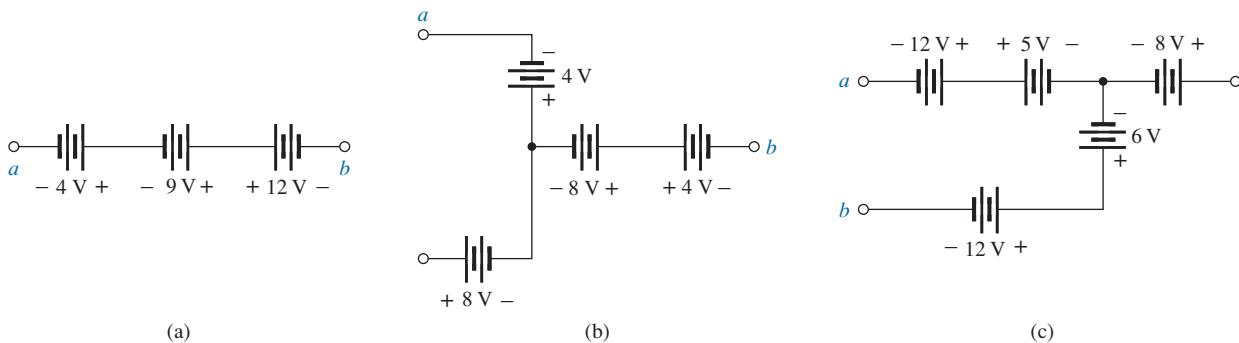 a
− 4 V + − 9 V + + 12 V −
b
(a)
a
−
4 V
+
− 8 V + + 4 V −
b
+ 8 V −
(b)
− 12 V + + 5 V − − 8 V +
a
−
6 V
+
b
− 12 V +
(c)